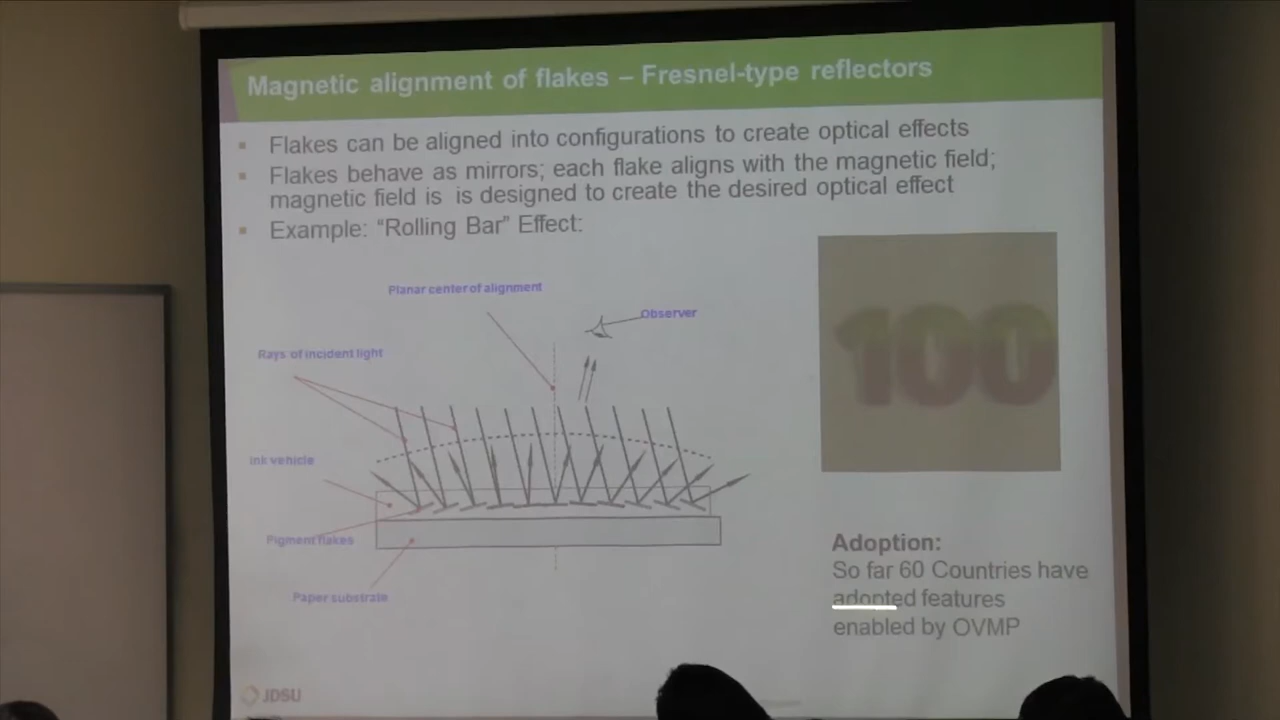 Magnetic alignment of flakes – Fresnel-type reflectors
Flakes can be aligned into configurations to create optical effects
Flakes behave as mirrors; each flake aligns with the magnetic field;
magnetic field is is designed to create the desired optical effect
Example: “Rolling Bar” Effect:
Planar center of alignment
Observer
Rays of incident light
100
Ink vehicle
Pigment flakes
Paper substrate
Adoption:
So far 60 Countries have
adopted features
enabled by OVMP
JDSU